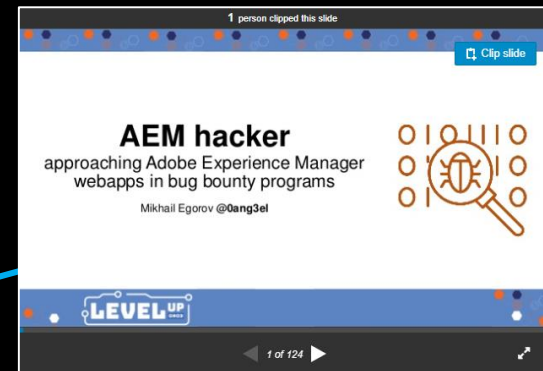 1 person clipped this slide
Clip slide
AEM hacker
approaching Adobe Experience Manager
webapps in bug bounty programs
Mikhail Egorov @0ang3el
LEVEL UP
1 of 124